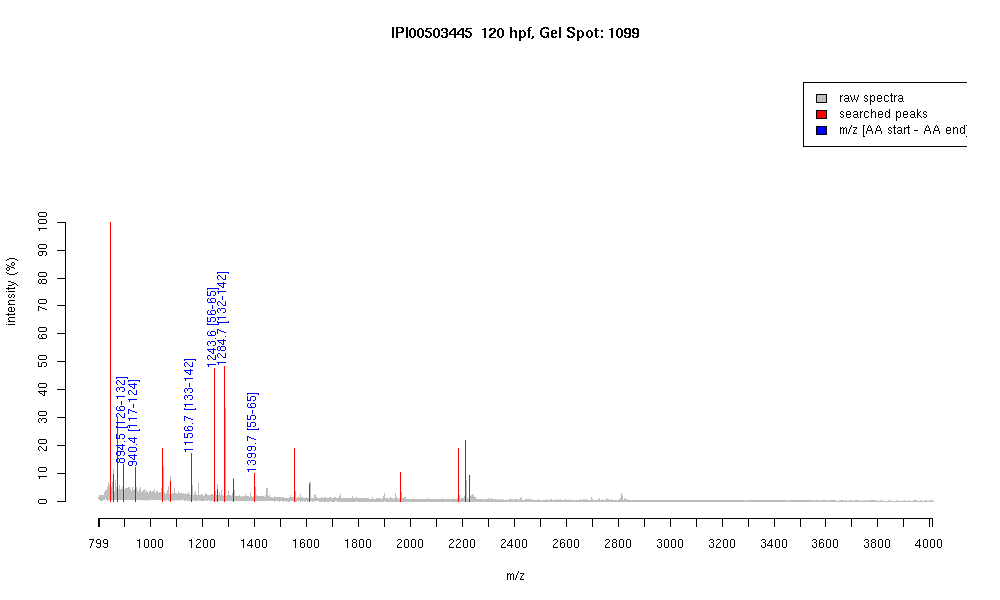 IPI00503445 120 hpf, Gel Spot: 1099
raw spectra
searched peaks
m/z [AA start - AA end]
intensity (%)
100
90
80
70
60
50
40
30
20
10
0
894.5 [126-132]
940.4 [117-124]
1156.7 [133-142]
1243.6 [56-65]
1284.7 [132-142]
1399.7 [55-65]
799 1000 1200 1400 1600 1800 2000 2200 2400 2600 2800 3000 3200 3400 3600 3800 4000
m/z